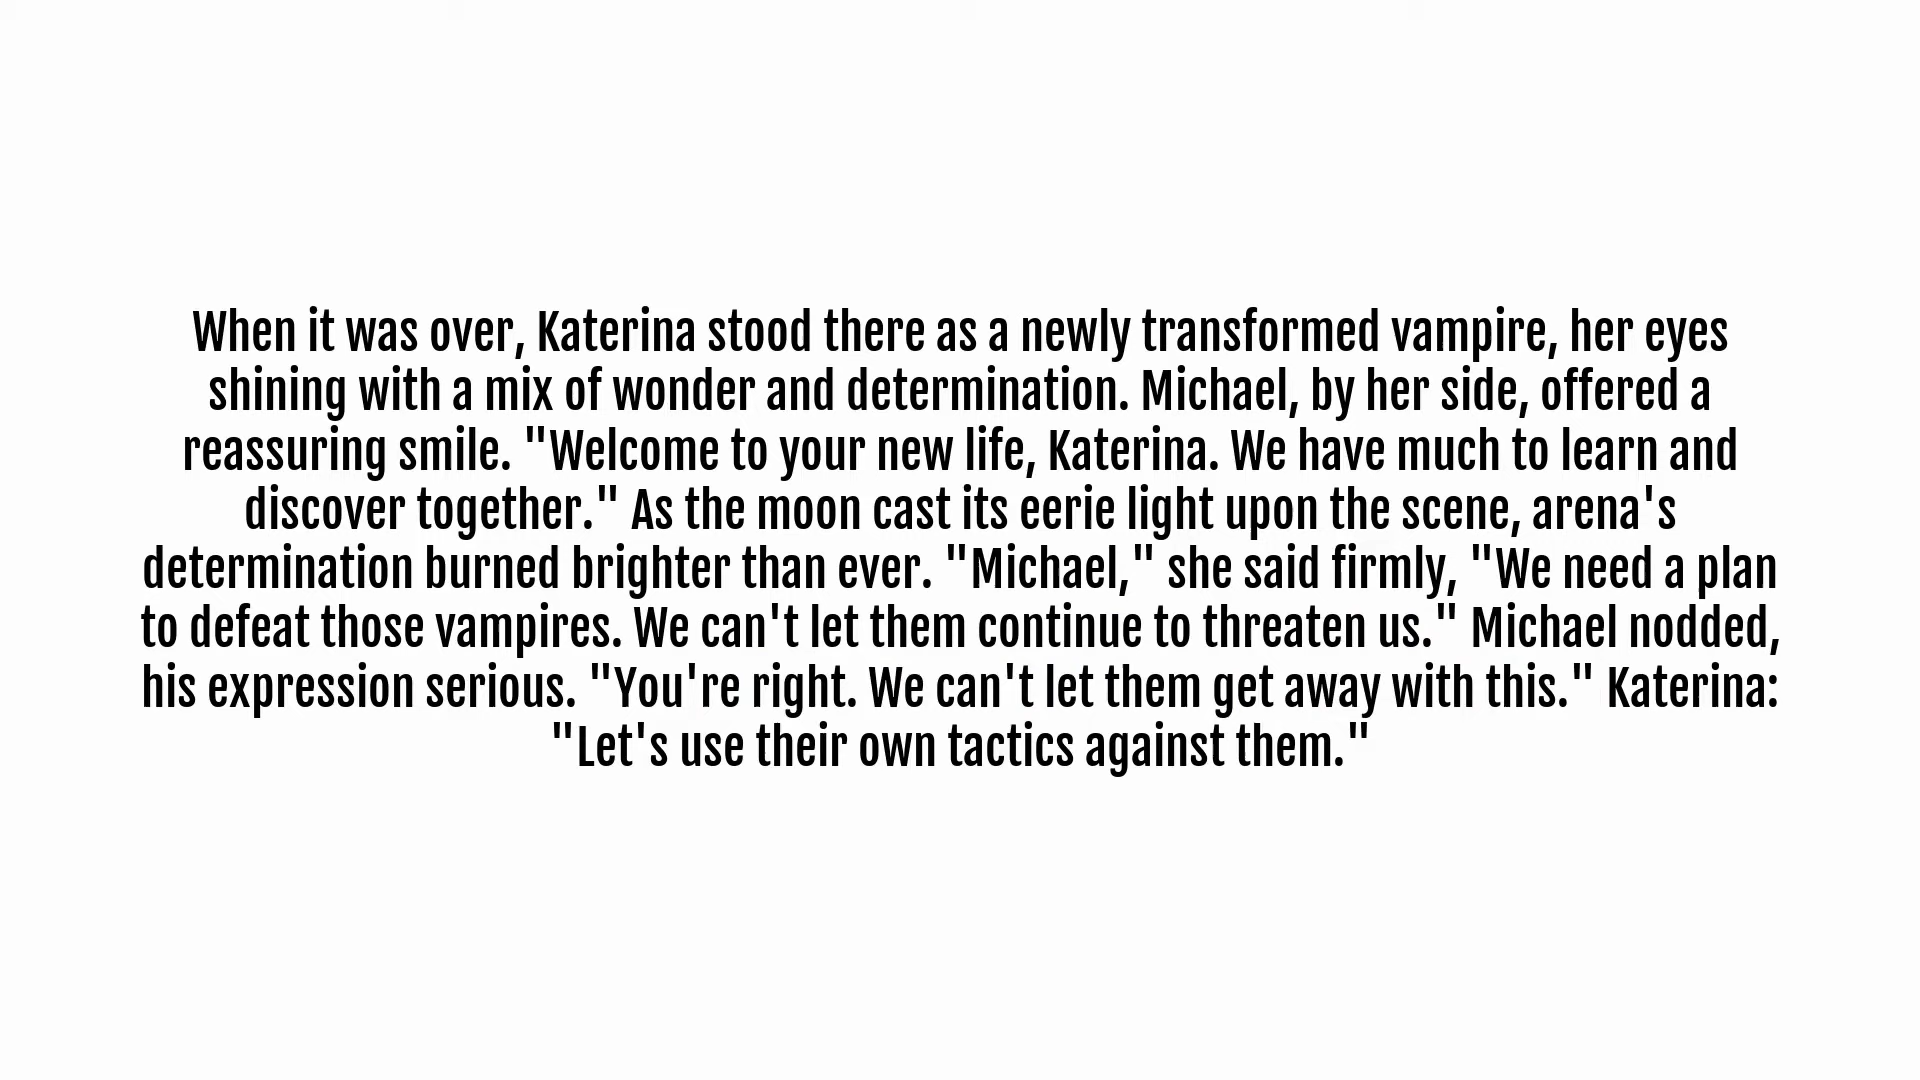 When it was over, Katerina stood there as a newly transformed vampire, her eyes
shining with a mix of wonder and determination. Michael, by her side, offered a
reassuring smile. "Welcome to your new life, Katerina. We have much to learn and
discover together." As the moon cast its eerie light upon the scene, arena's
determination burned brighter than ever. "Michael," she said firmly, "We need a plan
to defeat those vampires. We can't let them continue to threaten us." Michael nodded,
his expression serious. "You're right. We can't let them get away with this." Katerina:
"Let's use their own tactics against them."